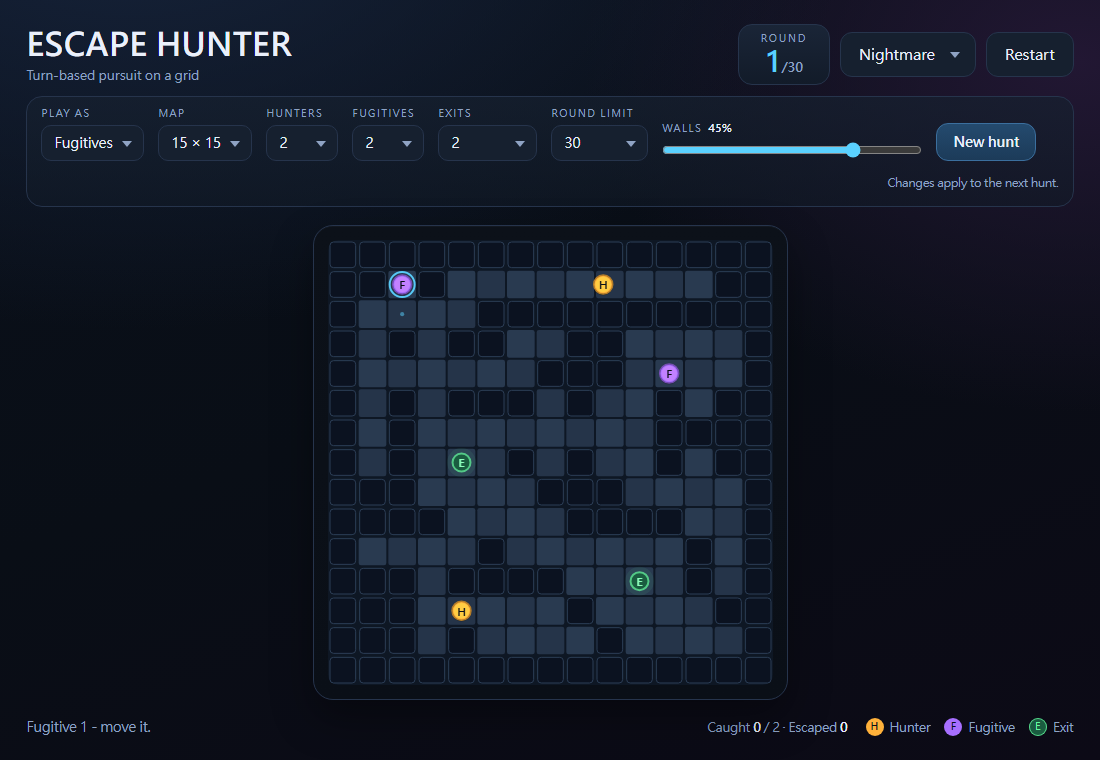 ESCAPE HUNTER
Turn-based pursuit on a grid
ROUND
1/30
Nightmare
Restart
PLAY AS
MAP
HUNTERS
FUGITIVES
EXITS
ROUND LIMIT
WALLS 45%
Fugitives
15 × 15
2
2
2
30
New hunt
Changes apply to the next hunt.
F
H
F
E
E
H
Fugitive 1 - move it.
Caught 0 / 2 · Escaped 0
H Hunter
F Fugitive
E Exit